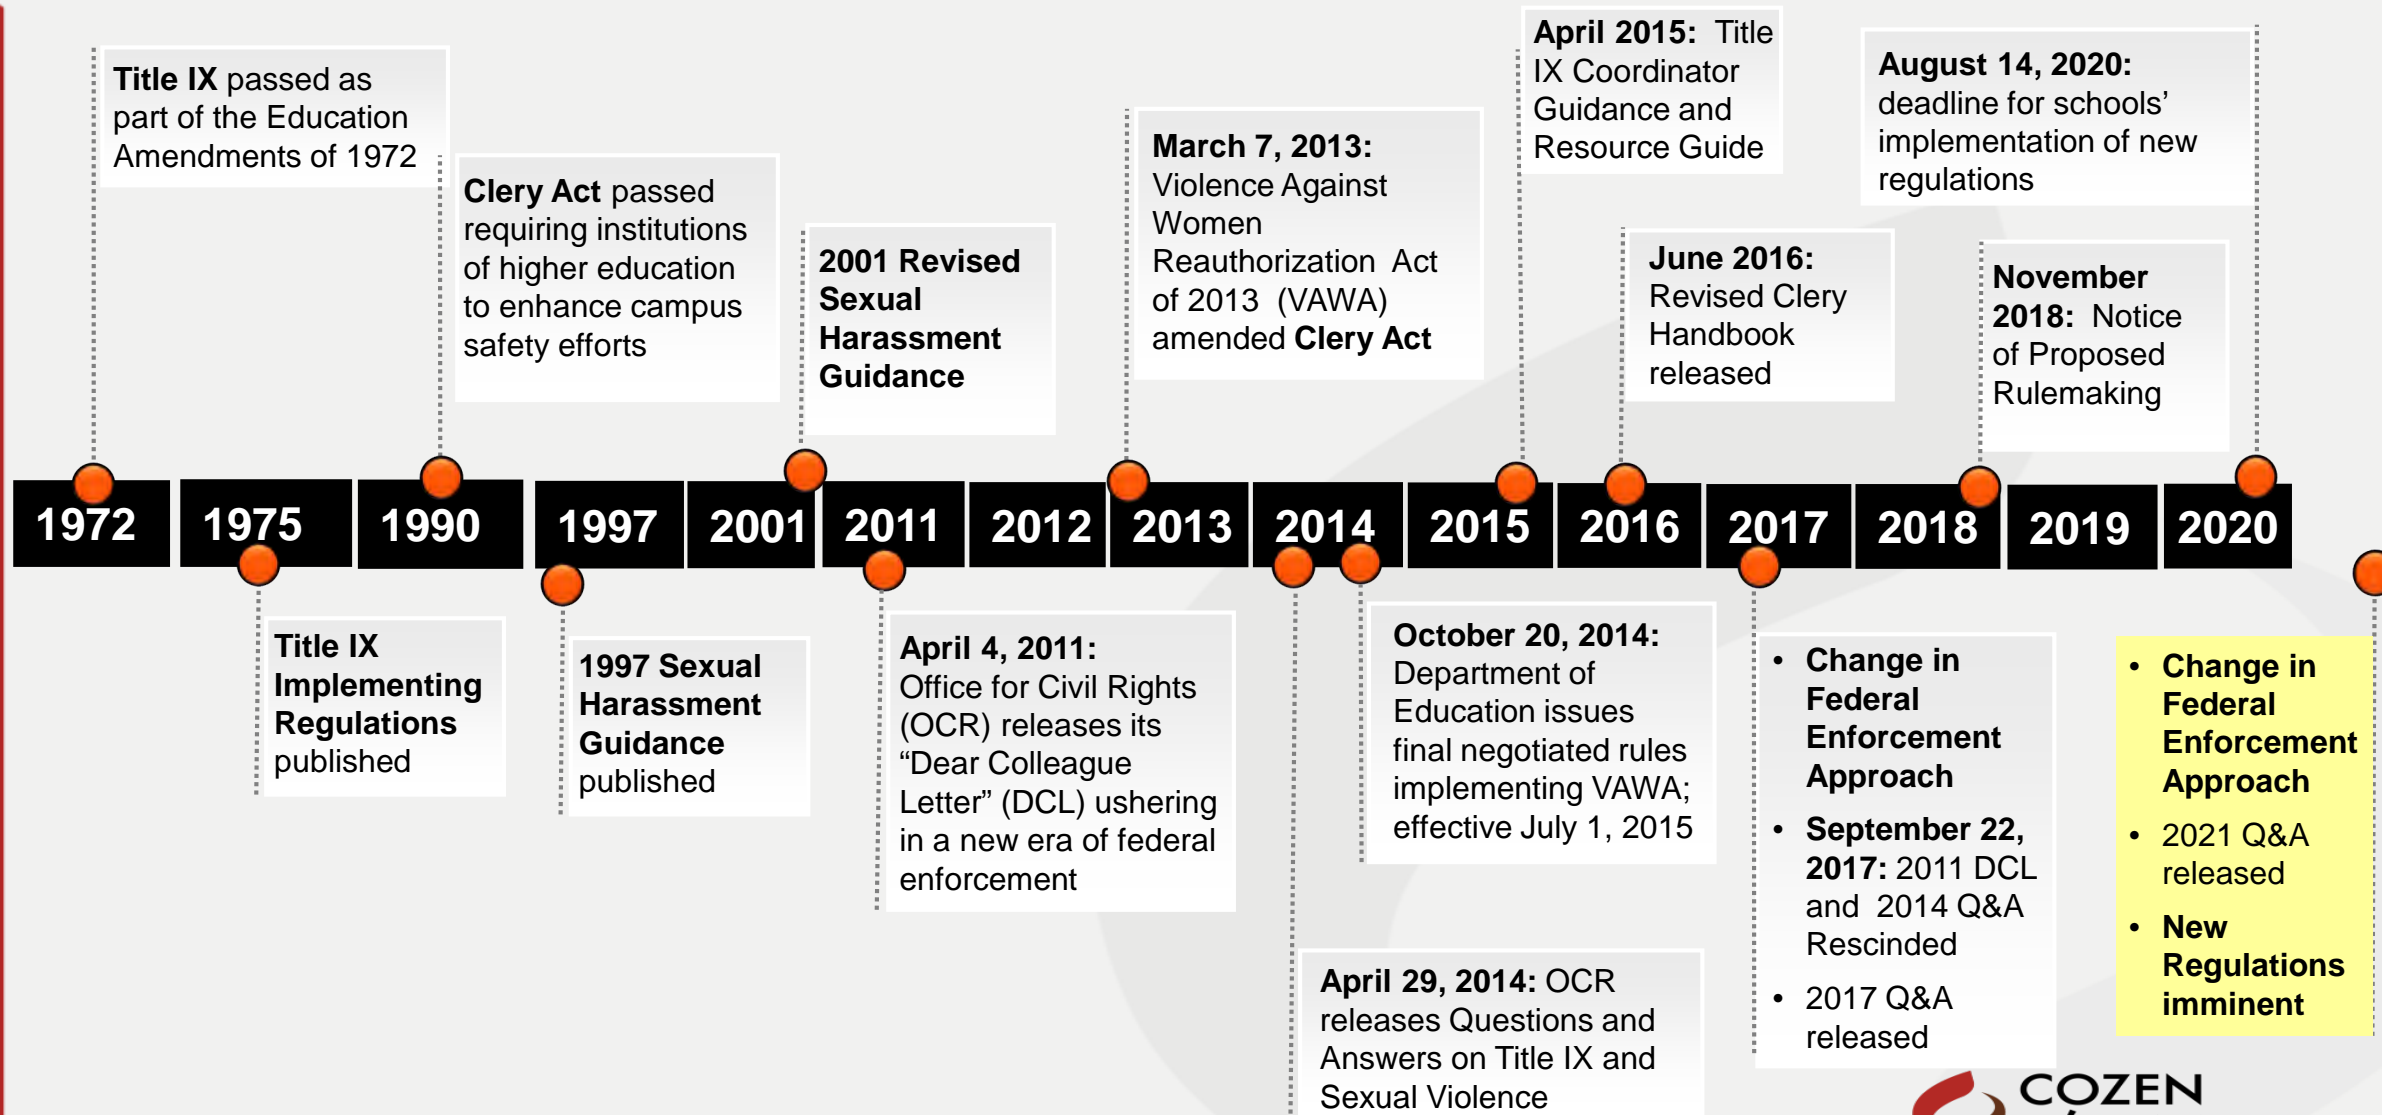 Title IX passed as
part of the Education
Amendments of 1972
Clery Act passed
requiring institutions
of higher education
to enhance campus
safety efforts
2001 Revised
Sexual
Harassment
Guidance
March 7, 2013:
Violence Against
Women
Reauthorization Act
of 2013 (VAWA)
amended Clery Act
April 2015: Title
IX Coordinator
Guidance and
Resource Guide
June 2016:
Revised Clery
Handbook
released
August 14, 2020:
deadline for schools’
implementation of new
regulations
November
2018: Notice
of Proposed
Rulemaking
1972 1975 1990 1997 2001 2011 2012 2013 2014 2015 2016 2017 2018 2019 2020
Title IX
Implementing
Regulations
published
1997 Sexual
Harassment
Guidance
published
April 4, 2011:
Office for Civil Rights
(OCR) releases its
“Dear Colleague
Letter” (DCL) ushering
in a new era of federal
enforcement
April 29, 2014: OCR
releases Questions and
Answers on Title IX and
Sexual Violence
October 20, 2014:
Department of
Education issues
final negotiated rules
implementing VAWA;
effective July 1, 2015
• Change in
Federal
Enforcement
Approach
• September 22,
2017: 2011 DCL
and 2014 Q&A
Rescinded
• 2017 Q&A
released
• Change in
Federal
Enforcement
Approach
• 2021 Q&A
released
• New
Regulations
imminent
COZEN